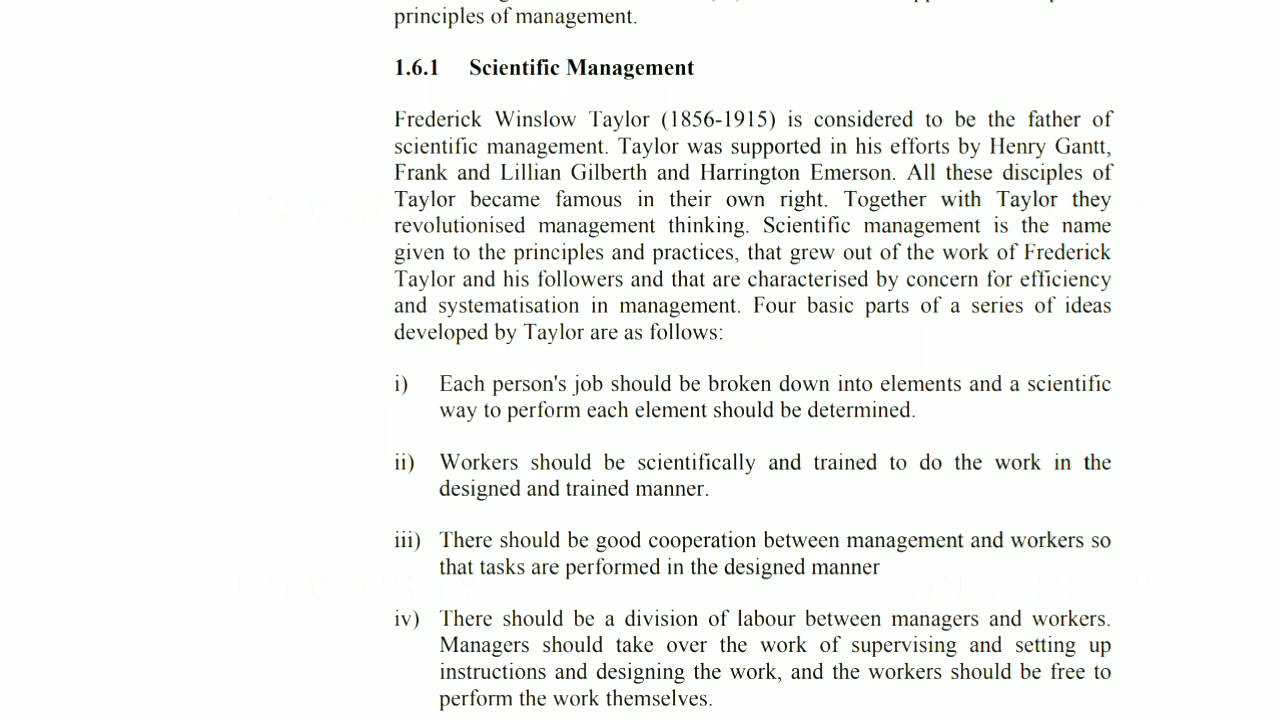 principles of management.
1.6.1 Scientific Management
Frederick Winslow Taylor (1856-1915) is considered to be the father of
scientific management. Taylor was supported in his efforts by Henry Gantt,
Frank and Lillian Gilberth and Harrington Emerson. All these disciples of
Taylor became famous in their own right. Together with Taylor they
revolutionised management thinking. Scientific management is the name
given to the principles and practices, that grew out of the work of Frederick
Taylor and his followers and that are characterised by concern for efficiency
and systematisation in management. Four basic parts of a series of ideas
developed by Taylor are as follows:
i) Each person's job should be broken down into elements and a scientific
way to perform each element should be determined.
ii) Workers should be scientifically and trained to do the work in the
designed and trained manner.
iii) There should be good cooperation between management and workers so
that tasks are performed in the designed manner
iv) There should be a division of labour between managers and workers.
Managers should take over the work of supervising and setting up
instructions and designing the work, and the workers should be free to
perform the work themselves.